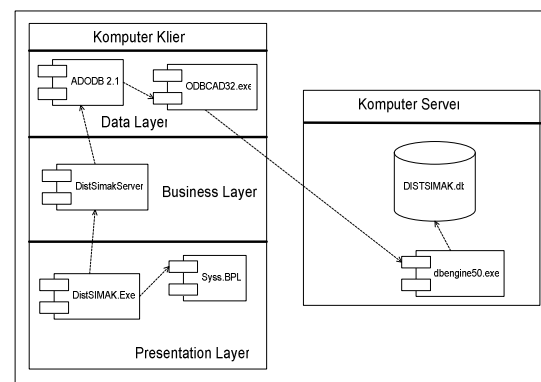 Komputer Klier
ADODB 2.1
ODBCAD32.exe
Data Layer
DistSimakServer
Business Layer
DistSIMAK.Exe
Syss.BPL
Presentation Layer
Komputer Server
DISTSIMAK.db
dbengine50.exe